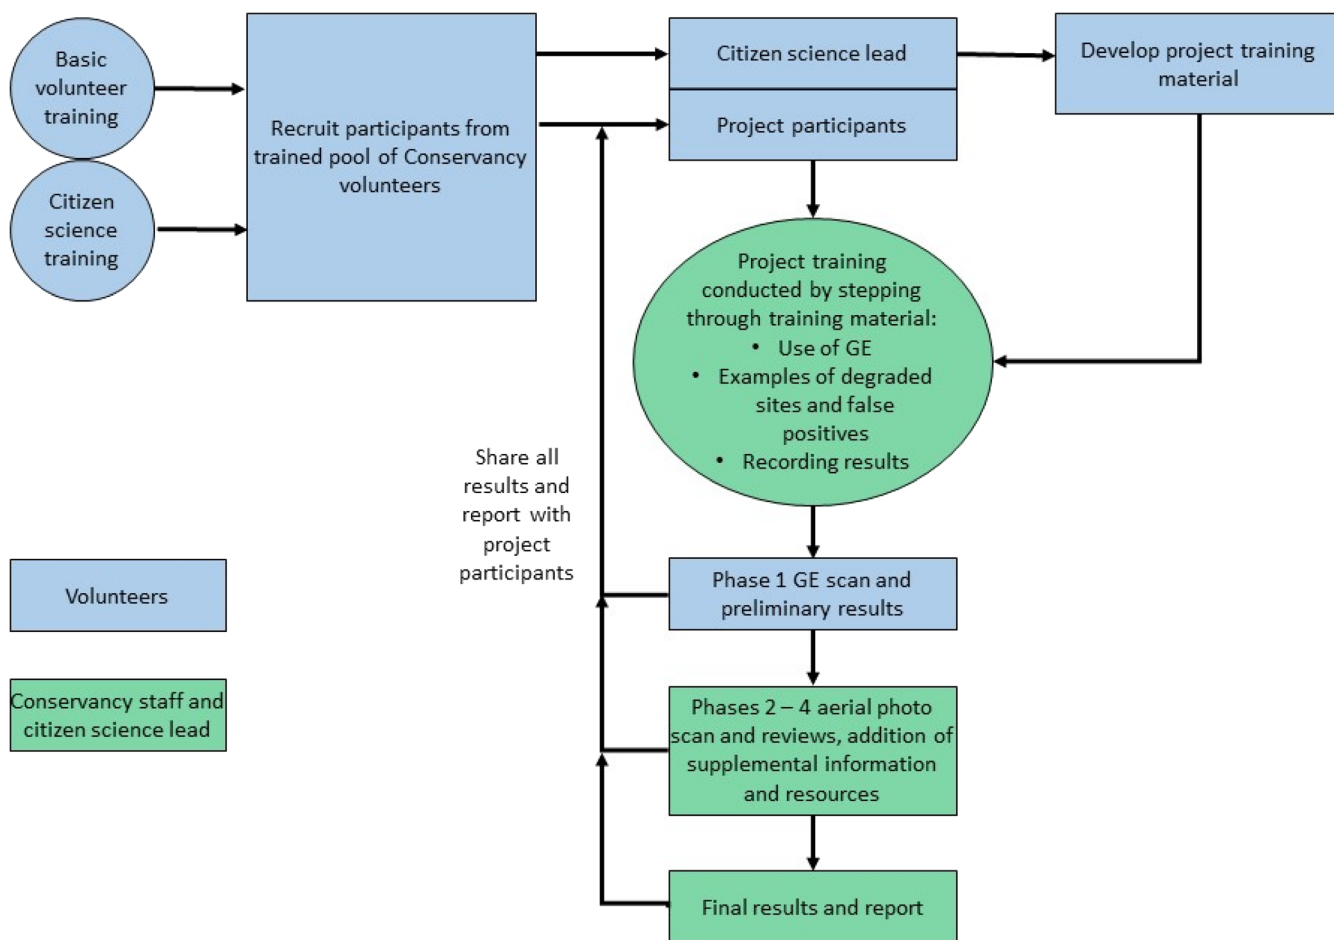 Basic
volunteer
training
Citizen
science
training
Recruit participants from
trained pool of Conservancy
volunteers
Citizen science lead
Project participants
Develop project training
material
Project training
conducted by stepping
through training material:
• Use of GE
• Examples of degraded
sites and false
positives
• Recording results
Share all
results and
report with
project
participants
Phase 1 GE scan and
preliminary results
Phases 2 – 4 aerial photo
scan and reviews, addition of
supplemental information
and resources
Final results and report
Volunteers
Conservancy staff and
citizen science lead